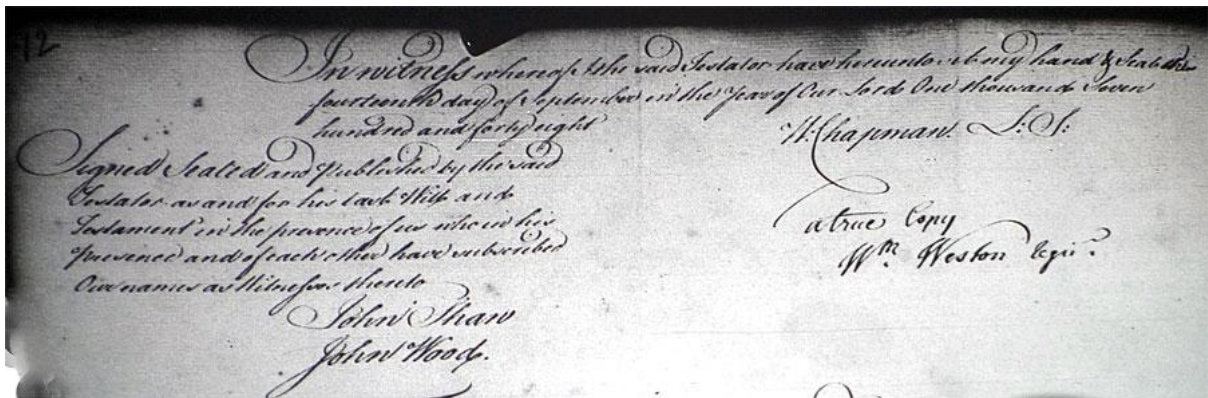 72
In witness whereof I the said Testator have hereunto set my hand & Seal the
fourteenth day of September in the Year of Our Lord One thousand Seven
hundred and forty eight
W. Chapman L: S:
Signed Sealed and Published by the said
Testator as and for his last Will and
Testament in the presence of us who in his
Presence and of each other have subscribed
Our names as Witnesses thereto
John Shaw
John Wood.
a true Copy
Wm. Weston Regr.